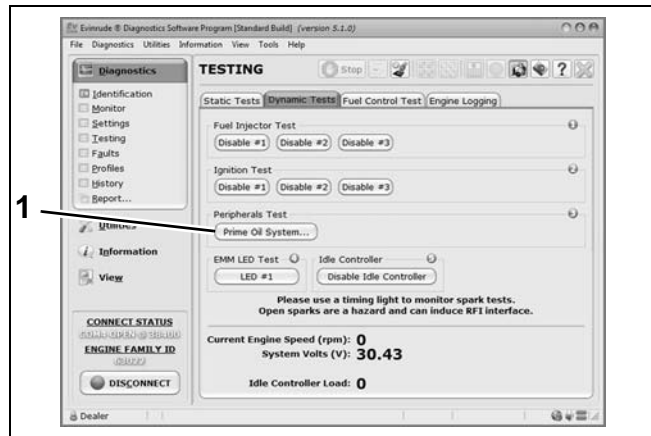 Evinrude ® Diagnostics Software Program [Standard Build] (version 5.1.0)
File Diagnostics Utilities Information View Tools Help
Diagnostics
Identification
Monitor
Settings
Testing
Faults
Profiles
History
Report...
Utilities
Information
View
CONNECT STATUS
COM4-OPEN @ 38400
ENGINE FAMILY ID
63022
DISCONNECT
TESTING
Stop
Static Tests Dynamic Tests Fuel Control Test Engine Logging
Fuel Injector Test
Disable #1 Disable #2 Disable #3
Ignition Test
Disable #1 Disable #2 Disable #3
Peripherals Test
1
Prime Oil System...
EMM LED Test Idle Controller
LED #1 Disable Idle Controller
Please use a timing light to monitor spark tests.
Open sparks are a hazard and can induce RFI interface.
Current Engine Speed (rpm): 0
System Volts (V): 30.43
Idle Controller Load: 0
Dealer